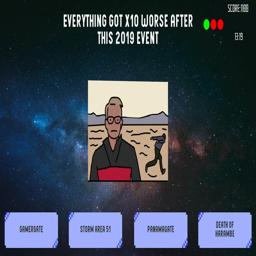 SCORE: 1100
EVERYTHING GOT X10 WORSE AFTER
THIS 2019 EVENT
13:19
GAMERGATE
STORM AREA 51
PANAMAGATE
DEATH OF
HARAMBE